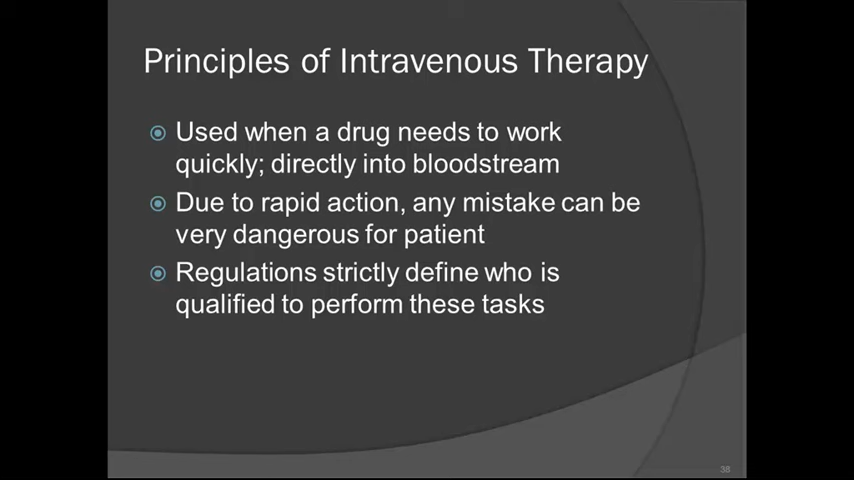 Principles of Intravenous Therapy
Used when a drug needs to work
quickly; directly into bloodstream
Due to rapid action, any mistake can be
very dangerous for patient
Regulations strictly define who is
qualified to perform these tasks
38